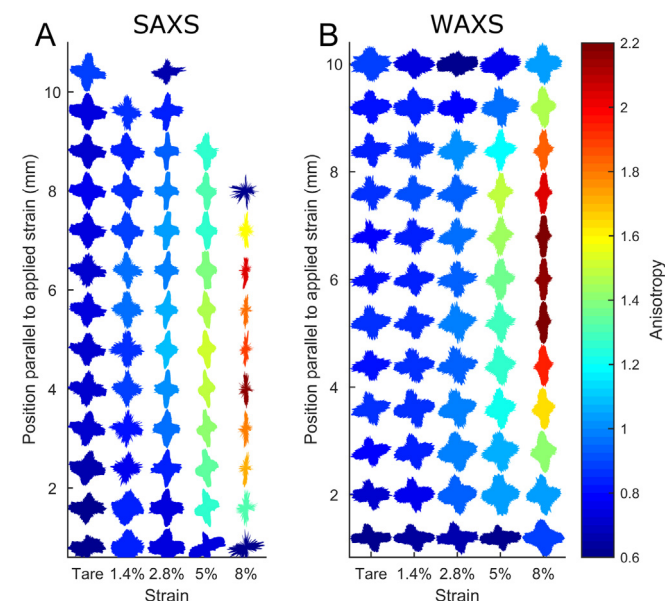 A SAXS
B WAXS
Position parallel to applied strain (mm)
10
8
6
4
2
Tare 1.4% 2.8% 5% 8%
Strain
Position parallel to applied strain (mm)
10
8
6
4
2
Tare 1.4% 2.8% 5% 8%
Strain
2.2
2
1.8
1.6
1.4
1.2
1
0.8
0.6
Anisotropy